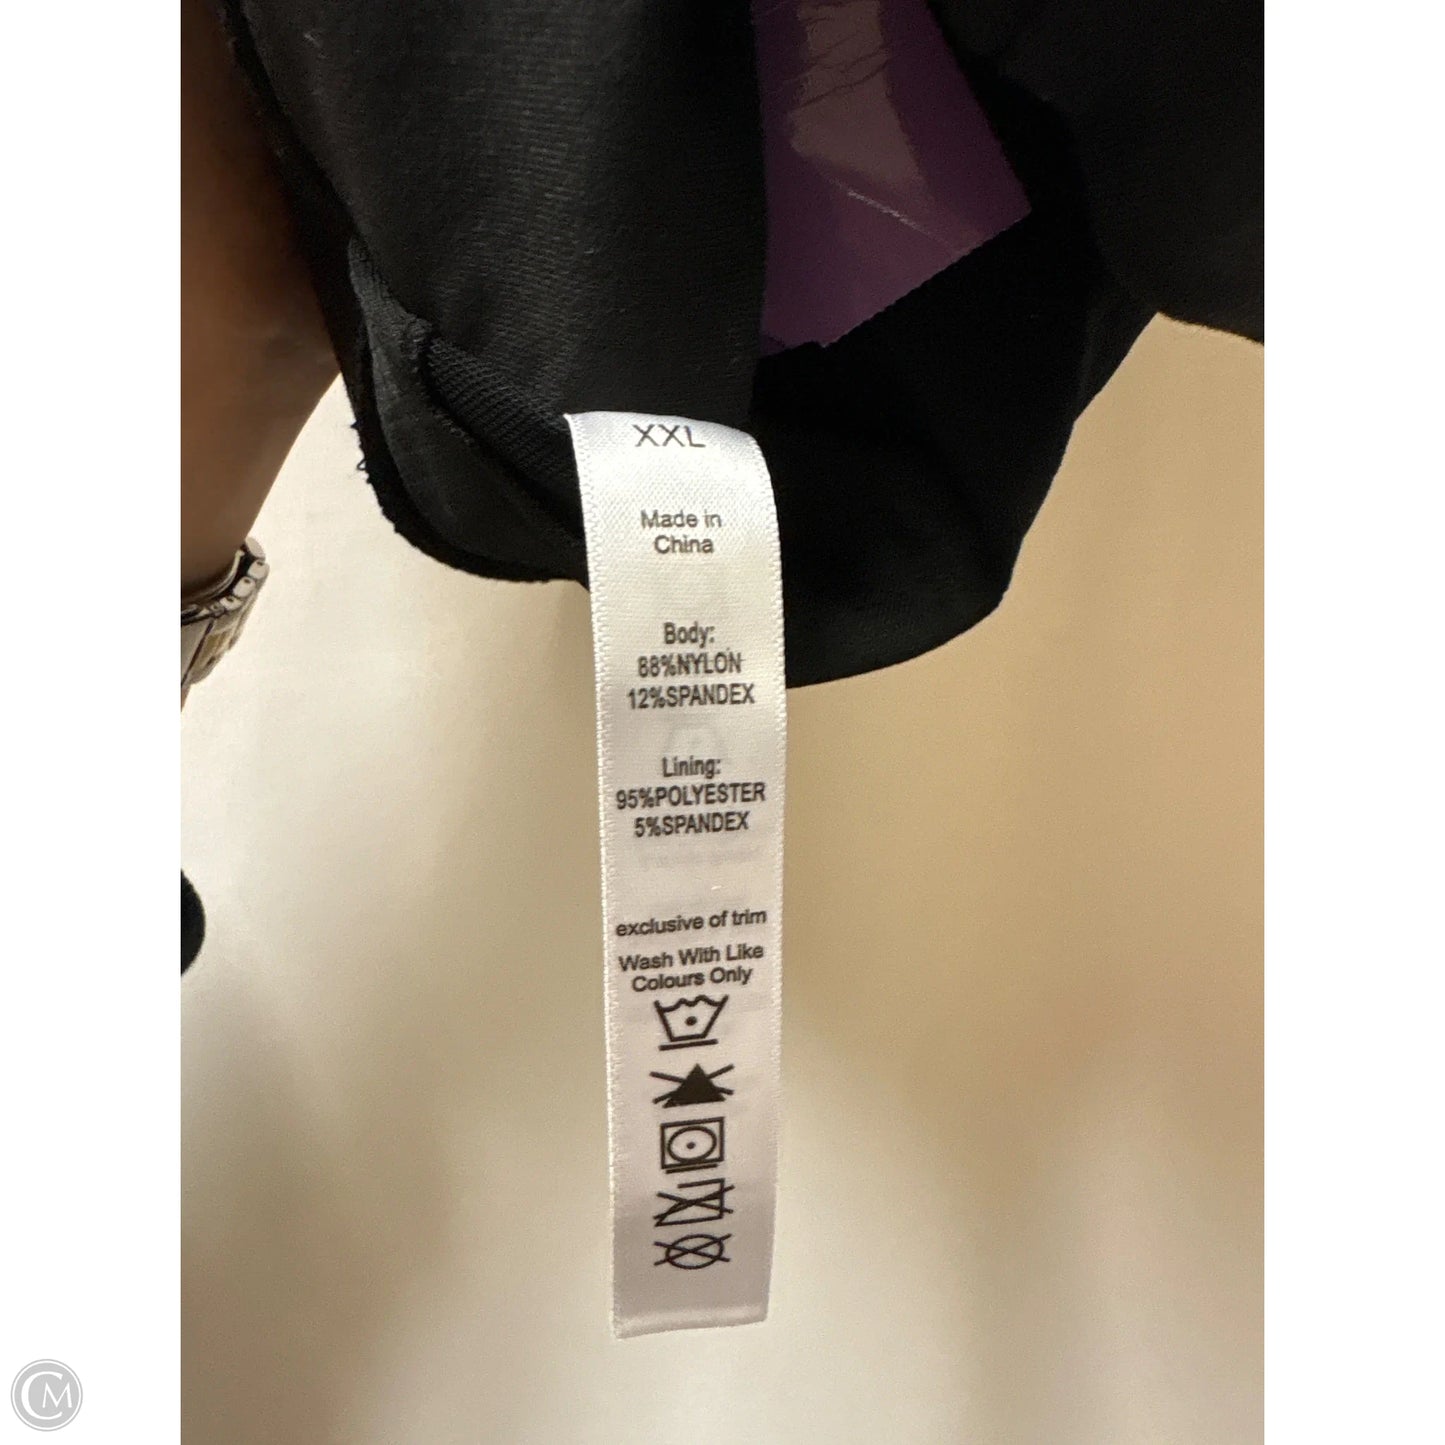 XXL
Made in
China
Body:
88%NYLON
12%SPANDEX
Lining:
95%POLYESTER
5%SPANDEX
exclusive of trim
Wash With Like
Colours Only
CM